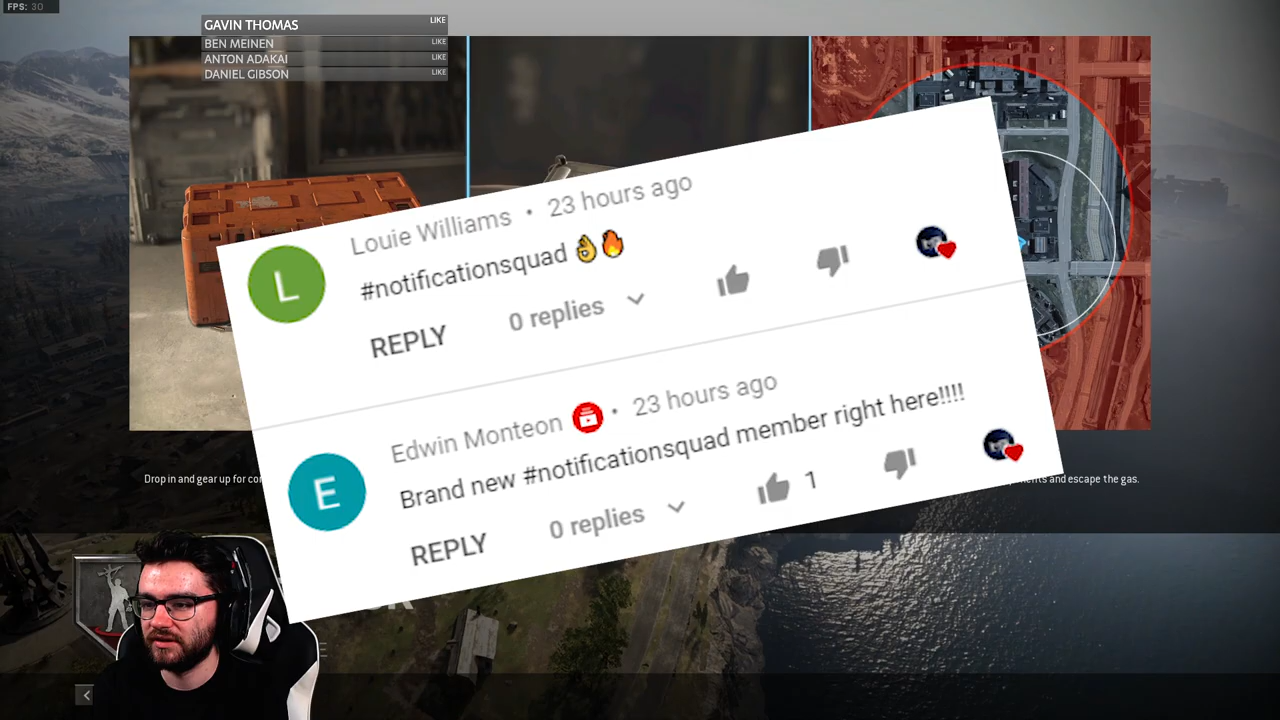 FPS: 30
GAVIN THOMAS LIKE
BEN MEINEN LIKE
ANTON ADAKAI LIKE
DANIEL GIBSON LIKE
L
Louie Williams • 23 hours ago
#notificationsquad 👌🔥
REPLY 0 replies
E
Edwin Monteon • 23 hours ago
Brand new #notificationsquad member right here!!!!
REPLY 0 replies 1
Drop in and gear up for
and escape the gas.